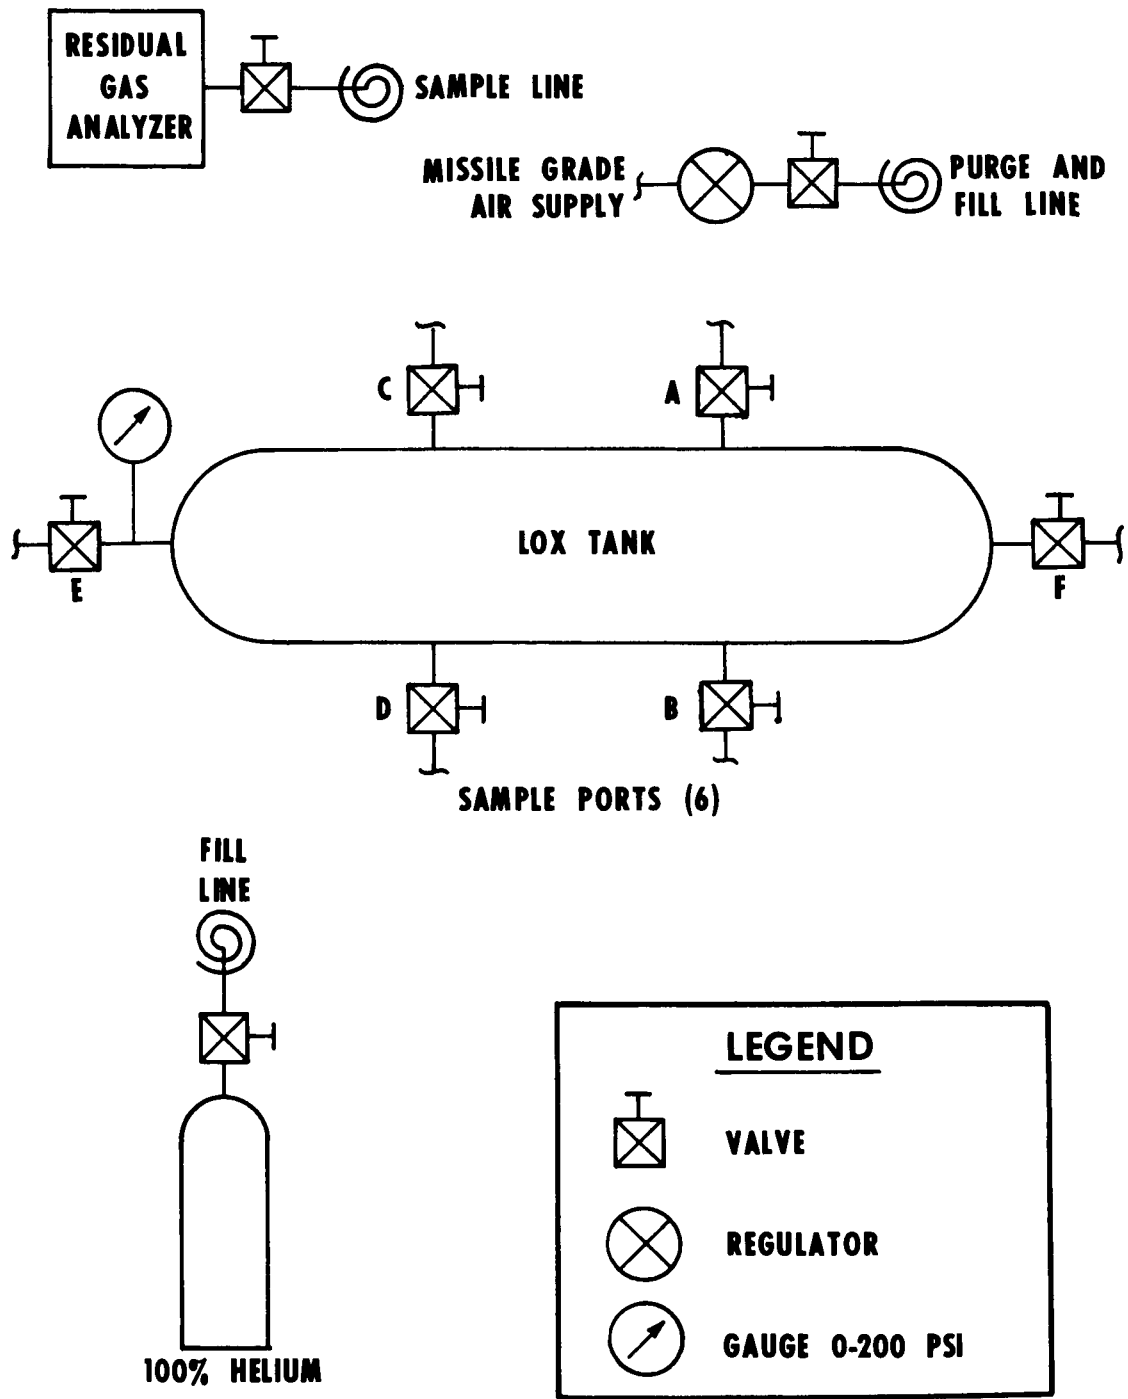 RESIDUAL
GAS
ANALYZER
SAMPLE LINE
MISSILE GRADE
AIR SUPPLY
PURGE AND
FILL LINE
C
A
E
LOX TANK
F
D
B
SAMPLE PORTS (6)
FILL
LINE
100% HELIUM
LEGEND
VALVE
REGULATOR
GAUGE 0-200 PSI